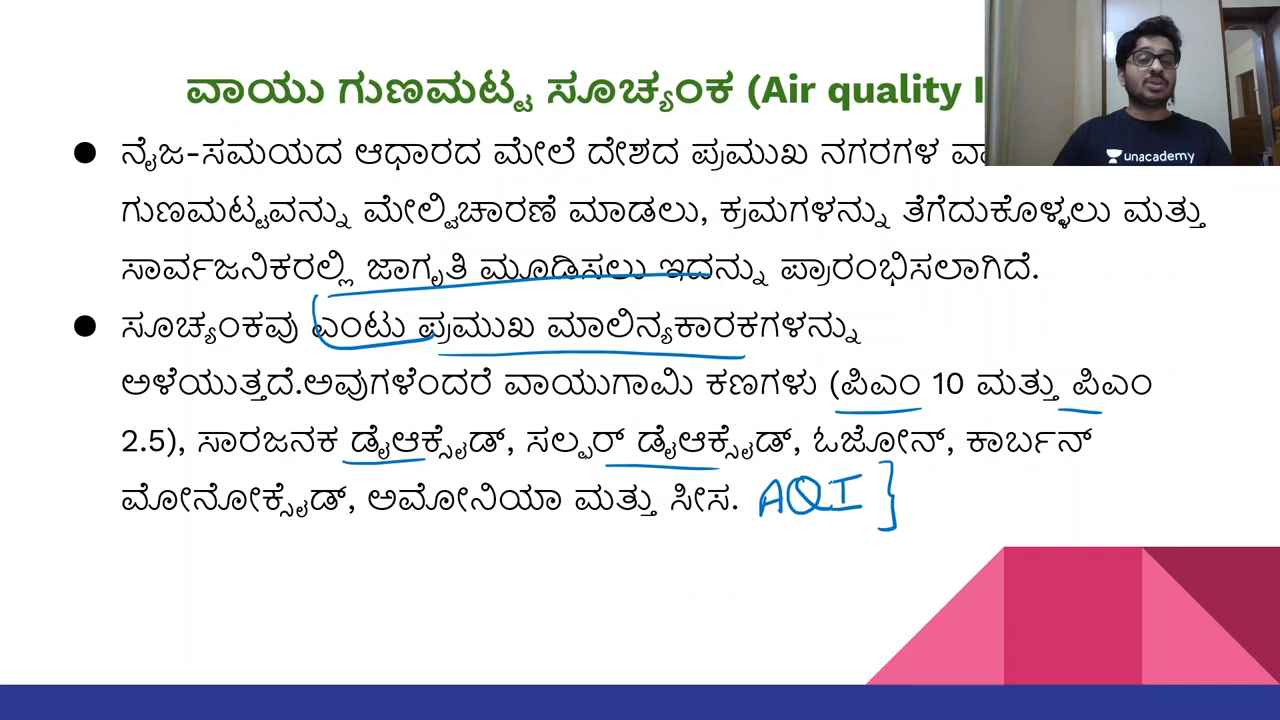 ವಾಯು ಗುಣಮಟ್ಟ ಸೂಚ್ಯಂಕ (Air quality
ನೈಜ-ಸಮಯದ ಆಧಾರದ ಮೇಲೆ ದೇಶದ ಪ್ರಮುಖ ನಗರಗಳ
ಗುಣಮಟ್ಟವನ್ನು ಮೇಲ್ವಿಚಾರಣೆ ಮಾಡಲು, ಕ್ರಮಗಳನ್ನು ತೆಗೆದುಕೊಳ್ಳಲು ಮತ್ತು
ಸಾರ್ವಜನಿಕರಲ್ಲಿ ಜಾಗೃತಿ ಮೂಡಿಸಲು ಇದನ್ನು ಪ್ರಾರಂಭಿಸಲಾಗಿದೆ.
ಸೂಚ್ಯಂಕವು ಎಂಟು ಪ್ರಮುಖ ಮಾಲಿನ್ಯಕಾರಕಗಳನ್ನು
ಅಳೆಯುತ್ತದೆ.ಅವುಗಳೆಂದರೆ ವಾಯುಗಾಮಿ ಕಣಗಳು (ಪಿಎಂ 10 ಮತ್ತು ಪಿಎಂ
2.5), ಸಾರಜನಕ ಡೈಆಕ್ಸೈಡ್, ಸಲ್ಫರ್ ಡೈಆಕ್ಸೈಡ್, ಓಜೋನ್, ಕಾರ್ಬನ್
ಮೋನೋಕ್ಸೈಡ್, ಅಮೋನಿಯಾ ಮತ್ತು ಸೀಸ. AQI }
unacademy